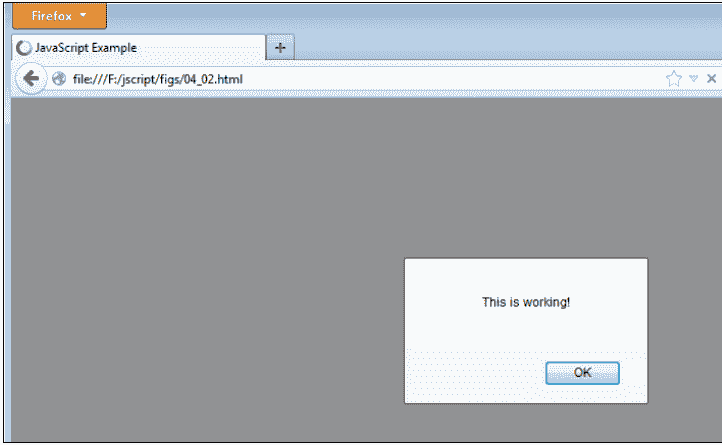 Firefox
JavaScript Example
file:///F:/jscript/figs/04_02.html
This is working!
OK